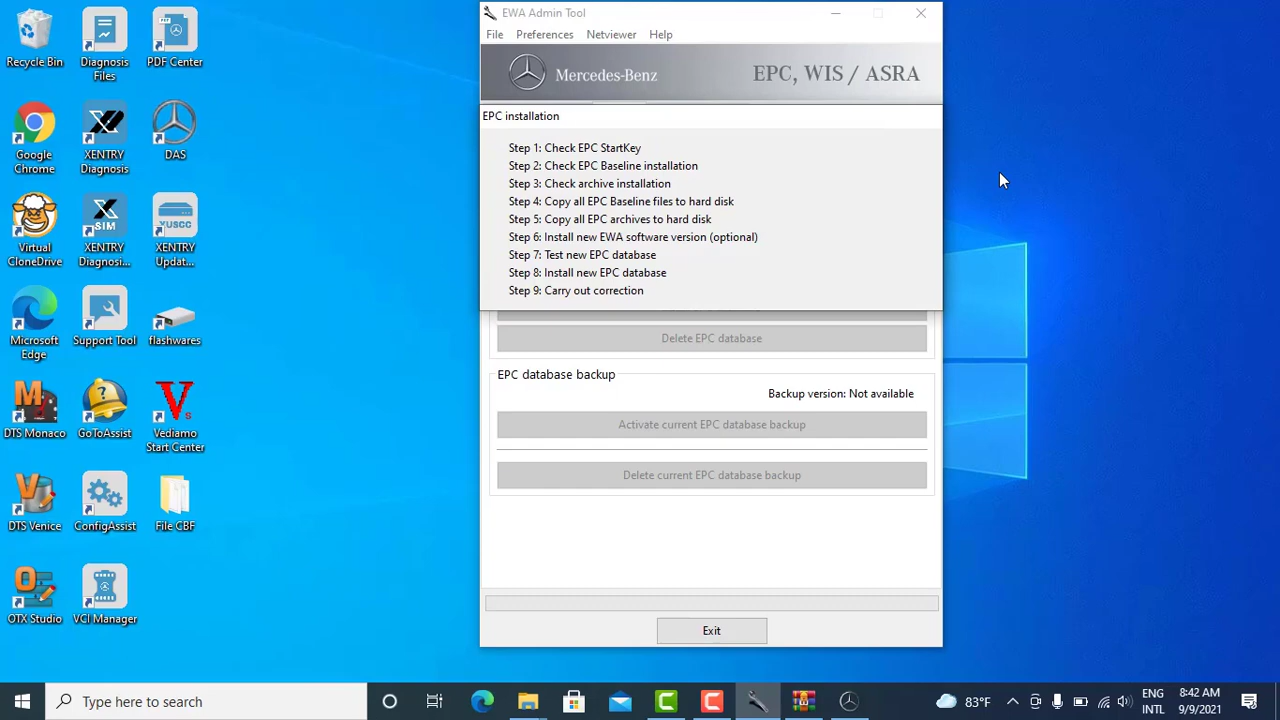 Recycle Bin
Diagnosis
Files
PDF Center
Google
Chrome
XENTRY
Diagnosis
DAS
Virtual
CloneDrive
SIM
XENTRY
Diagnosi...
XUSCC
XENTRY
Updat...
Microsoft
Edge
Support Tool
flashwares
DTS Monaco
GoToAssist
Vediamo
Start Center
DTS Venice
ConfigAssist
File CBF
OTX Studio
VCI Manager
EWA Admin Tool
File Preferences Netviewer Help
Mercedes-Benz EPC, WIS / ASRA
EPC installation
Step 1: Check EPC StartKey
Step 2: Check EPC Baseline installation
Step 3: Check archive installation
Step 4: Copy all EPC Baseline files to hard disk
Step 5: Copy all EPC archives to hard disk
Step 6: Install new EWA software version (optional)
Step 7: Test new EPC database
Step 8: Install new EPC database
Step 9: Carry out correction
Delete EPC database
EPC database backup
Backup version: Not available
Activate current EPC database backup
Delete current EPC database backup
Exit
Type here to search
83°F
ENG
INTL
8:42 AM
9/9/2021